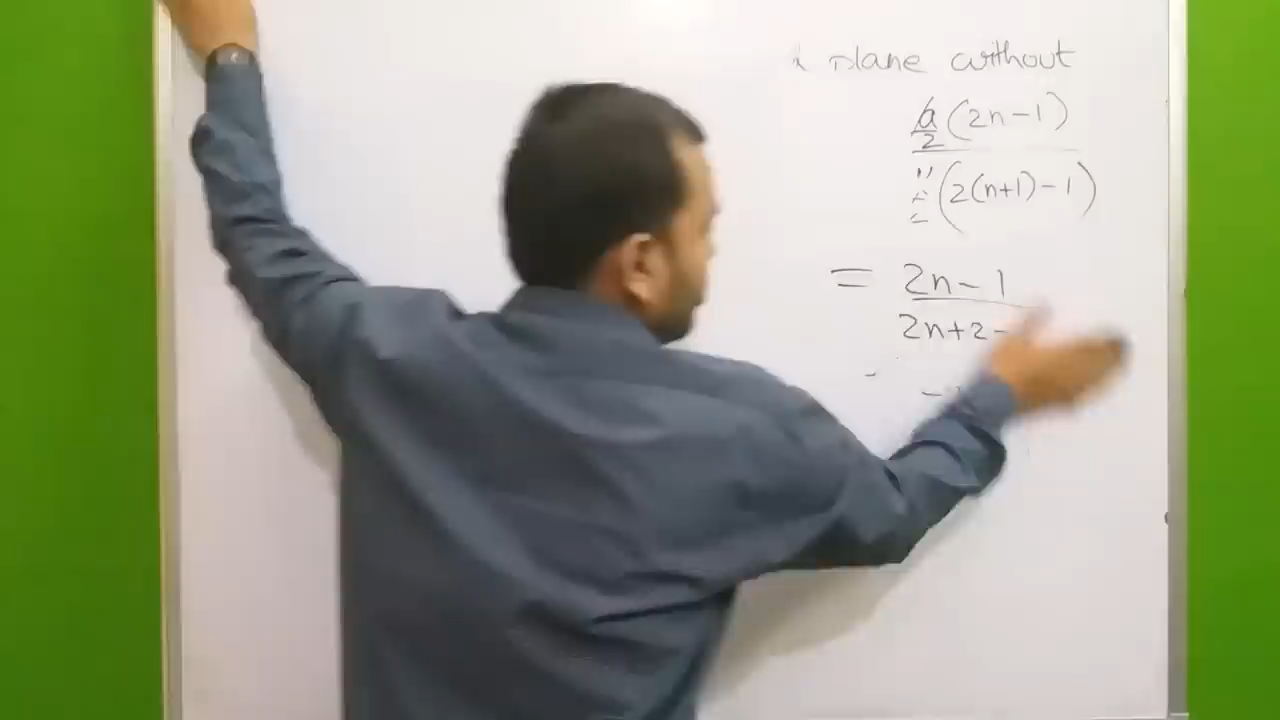 plane without
a/2 (2n-1)
(2(n+1)-1)
= 2n-1
2n+2-